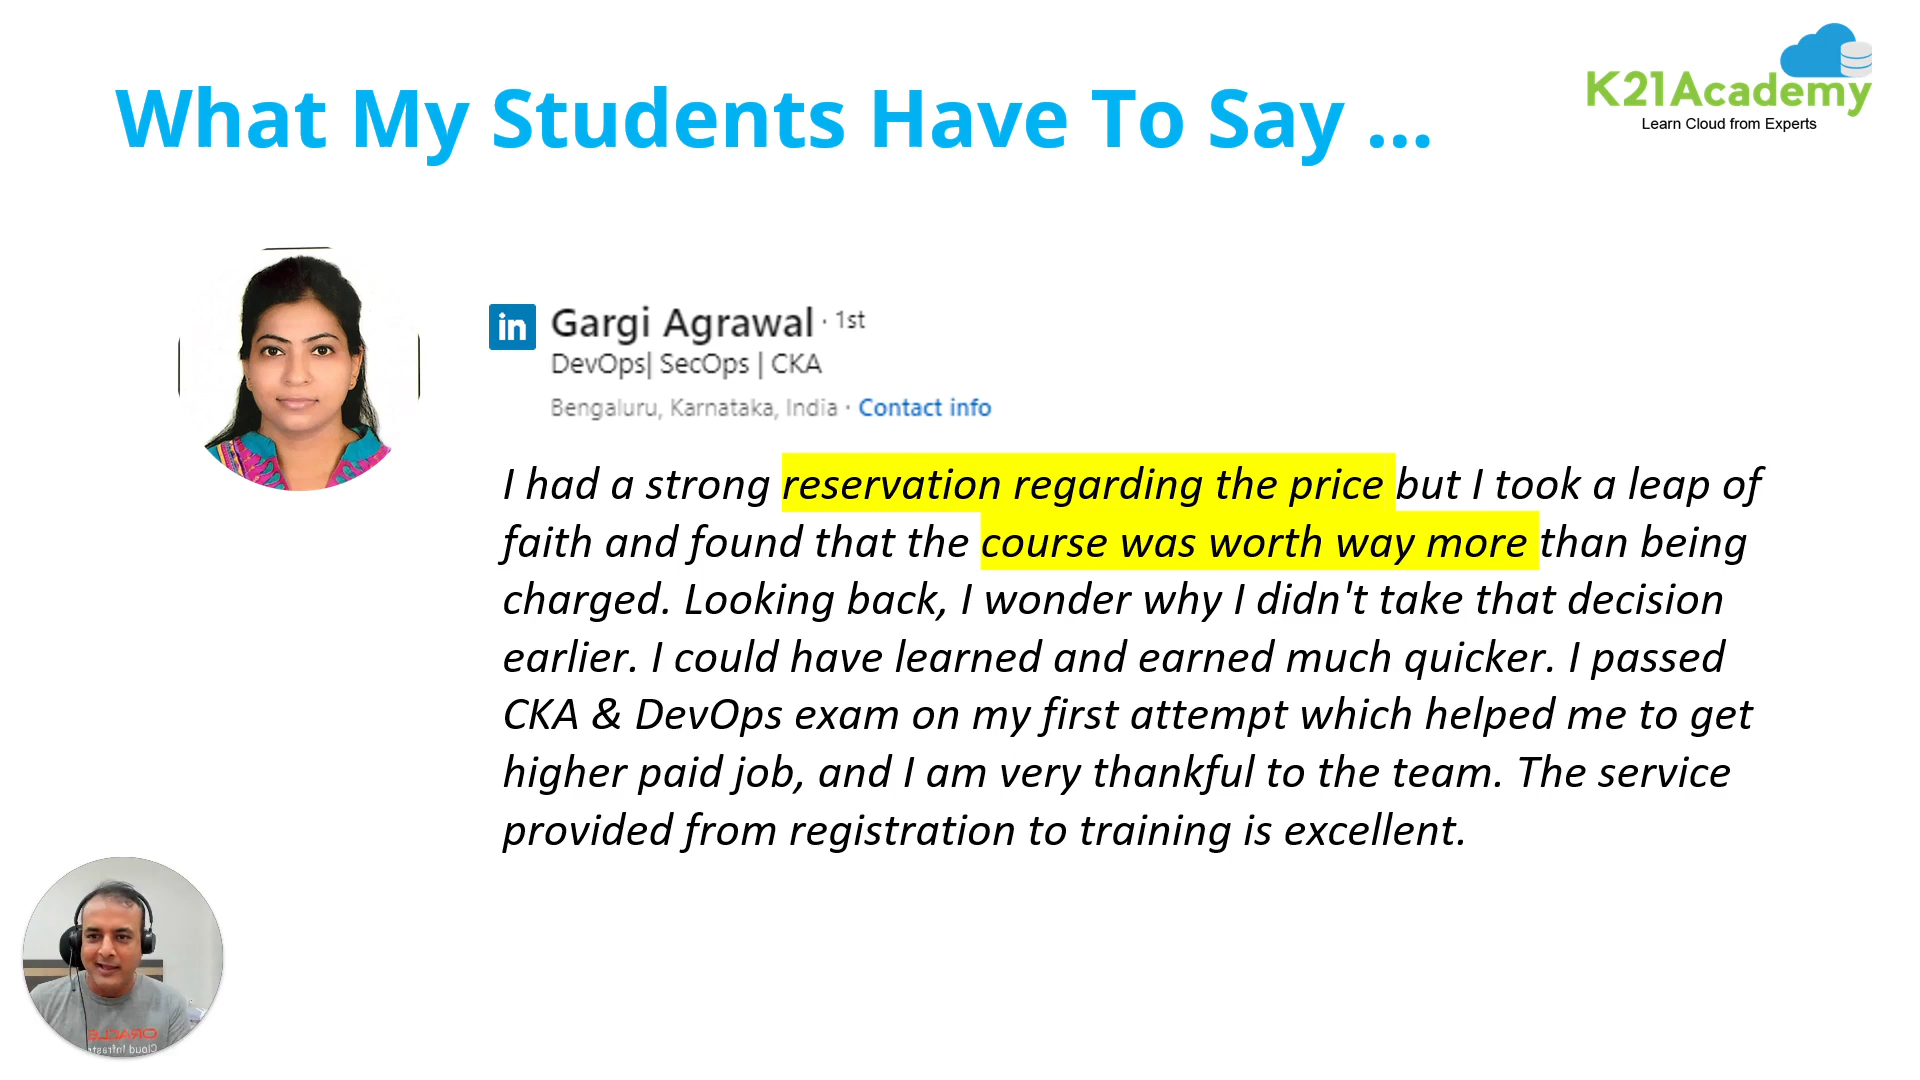 What My Students Have To Say ...
K21Academy
Learn Cloud from Experts
in Gargi Agrawal · 1st
DevOps| SecOps | CKA
Bengaluru, Karnataka, India · Contact info
I had a strong reservation regarding the price but I took a leap of
faith and found that the course was worth way more than being
charged. Looking back, I wonder why I didn't take that decision
earlier. I could have learned and earned much quicker. I passed
CKA & DevOps exam on my first attempt which helped me to get
higher paid job, and I am very thankful to the team. The service
provided from registration to training is excellent.
ORACLE
Cloud Infrastr